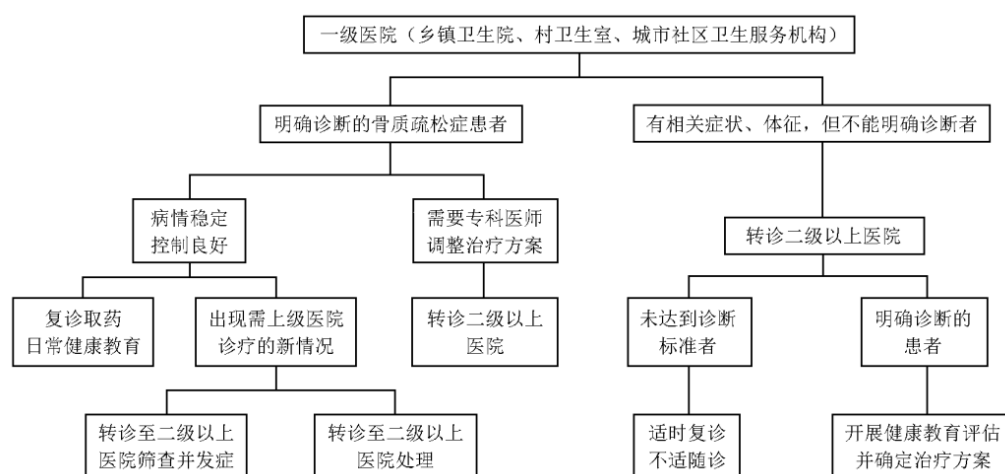 一级医院（乡镇卫生院、村卫生室、城市社区卫生服务机构）
明确诊断的骨质疏松症患者
有相关症状、体征，但不能明确诊断者
病情稳定
控制良好
需要专科医师
调整治疗方案
转诊二级以上医院
复诊取药
日常健康教育
出现需上级医院
诊疗的新情况
转诊二级以上
医院
未达到诊断
标准者
明确诊断的
患者
转诊至二级以上
医院筛查并发症
转诊至二级以上
医院处理
适时复诊
不适随诊
开展健康教育评估
并确定治疗方案